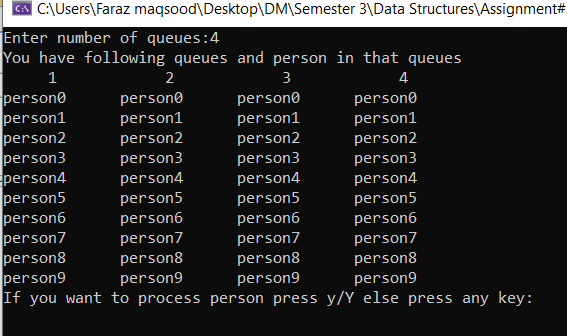 C:\Users\Faraz maqsood\Desktop\DM\Semester 3\Data Structures\Assignment#
Enter number of queues:4
You have following queues and person in that queues
1 2 3 4
person0 person0 person0 person0
person1 person1 person1 person1
person2 person2 person2 person2
person3 person3 person3 person3
person4 person4 person4 person4
person5 person5 person5 person5
person6 person6 person6 person6
person7 person7 person7 person7
person8 person8 person8 person8
person9 person9 person9 person9
If you want to process person press y/Y else press any key: